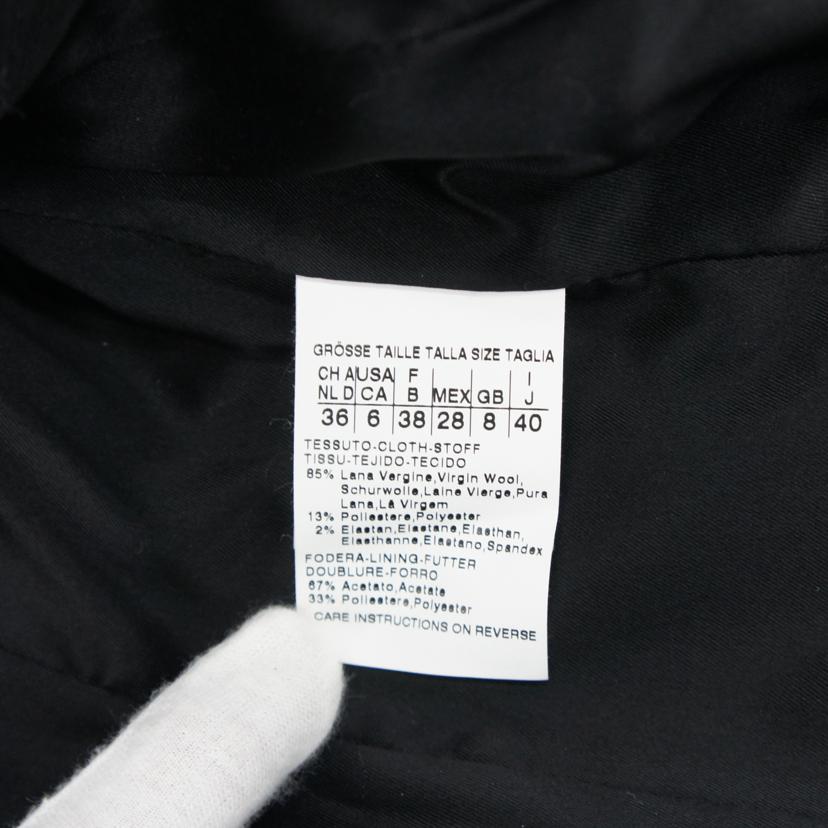 GRÖSSE TAILLE TALLA SIZE TAGLIA
CH A USA F I
NL D CA B MEX GB J
36 6 38 28 8 40
TESSUTO-CLOTH-STOFF
TISSU-TEJIDO-TECIDO
85% Lana Vergine,Virgin Wool,
Schurwolle,Laine Vierge,Pura
Lana,Lã Virgem
13% Poliestere,Polyester
2% Elastan,Elastane,Elasthan,
Elasthanne,Elastano,Spandex
FODERA-LINING-FUTTER
DOUBLURE-FORRO
67% Acetato,Acetate
33% Poliestere,Polyester
CARE INSTRUCTIONS ON REVERSE